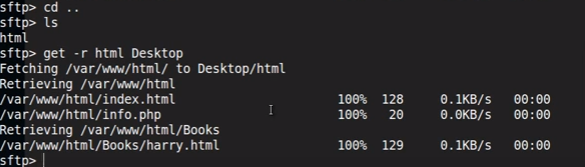 sftp> cd ..
sftp> ls
html
sftp> get -r html Desktop
Fetching /var/www/html/ to Desktop/html
Retrieving /var/www/html
/var/www/html/index.html 100% 128 0.1KB/s 00:00
/var/www/html/info.php 100% 20 0.0KB/s 00:00
Retrieving /var/www/html/Books
/var/www/html/Books/harry.html 100% 129 0.1KB/s 00:00
sftp>